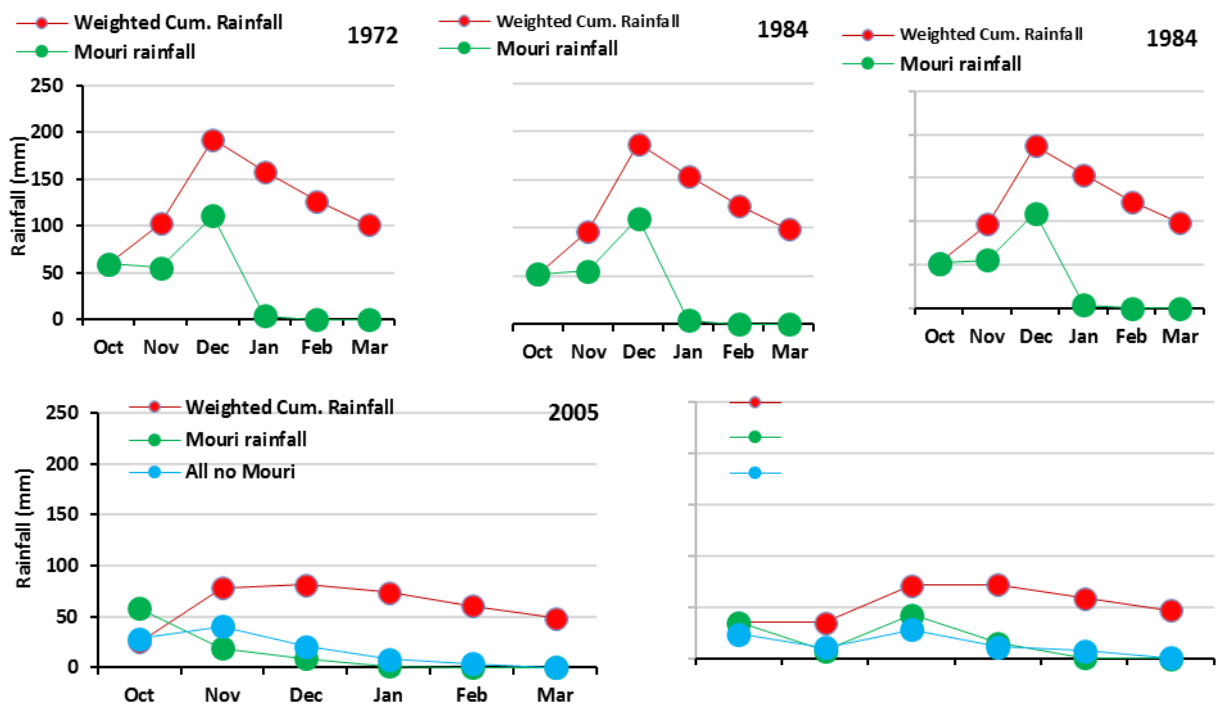 Weighted Cum. Rainfall
Mouri rainfall
1972
Rainfall (mm)
250
200
150
100
50
0
Oct Nov Dec Jan Feb Mar
Weighted Cum. Rainfall
Mouri rainfall
1984
Oct Nov Dec Jan Feb Mar
Weighted Cum. Rainfall
Mouri rainfall
1984
Oct Nov Dec Jan Feb Mar
Weighted Cum. Rainfall
Mouri rainfall
All no Mouri
2005
Rainfall (mm)
250
200
150
100
50
0
Oct Nov Dec Jan Feb Mar